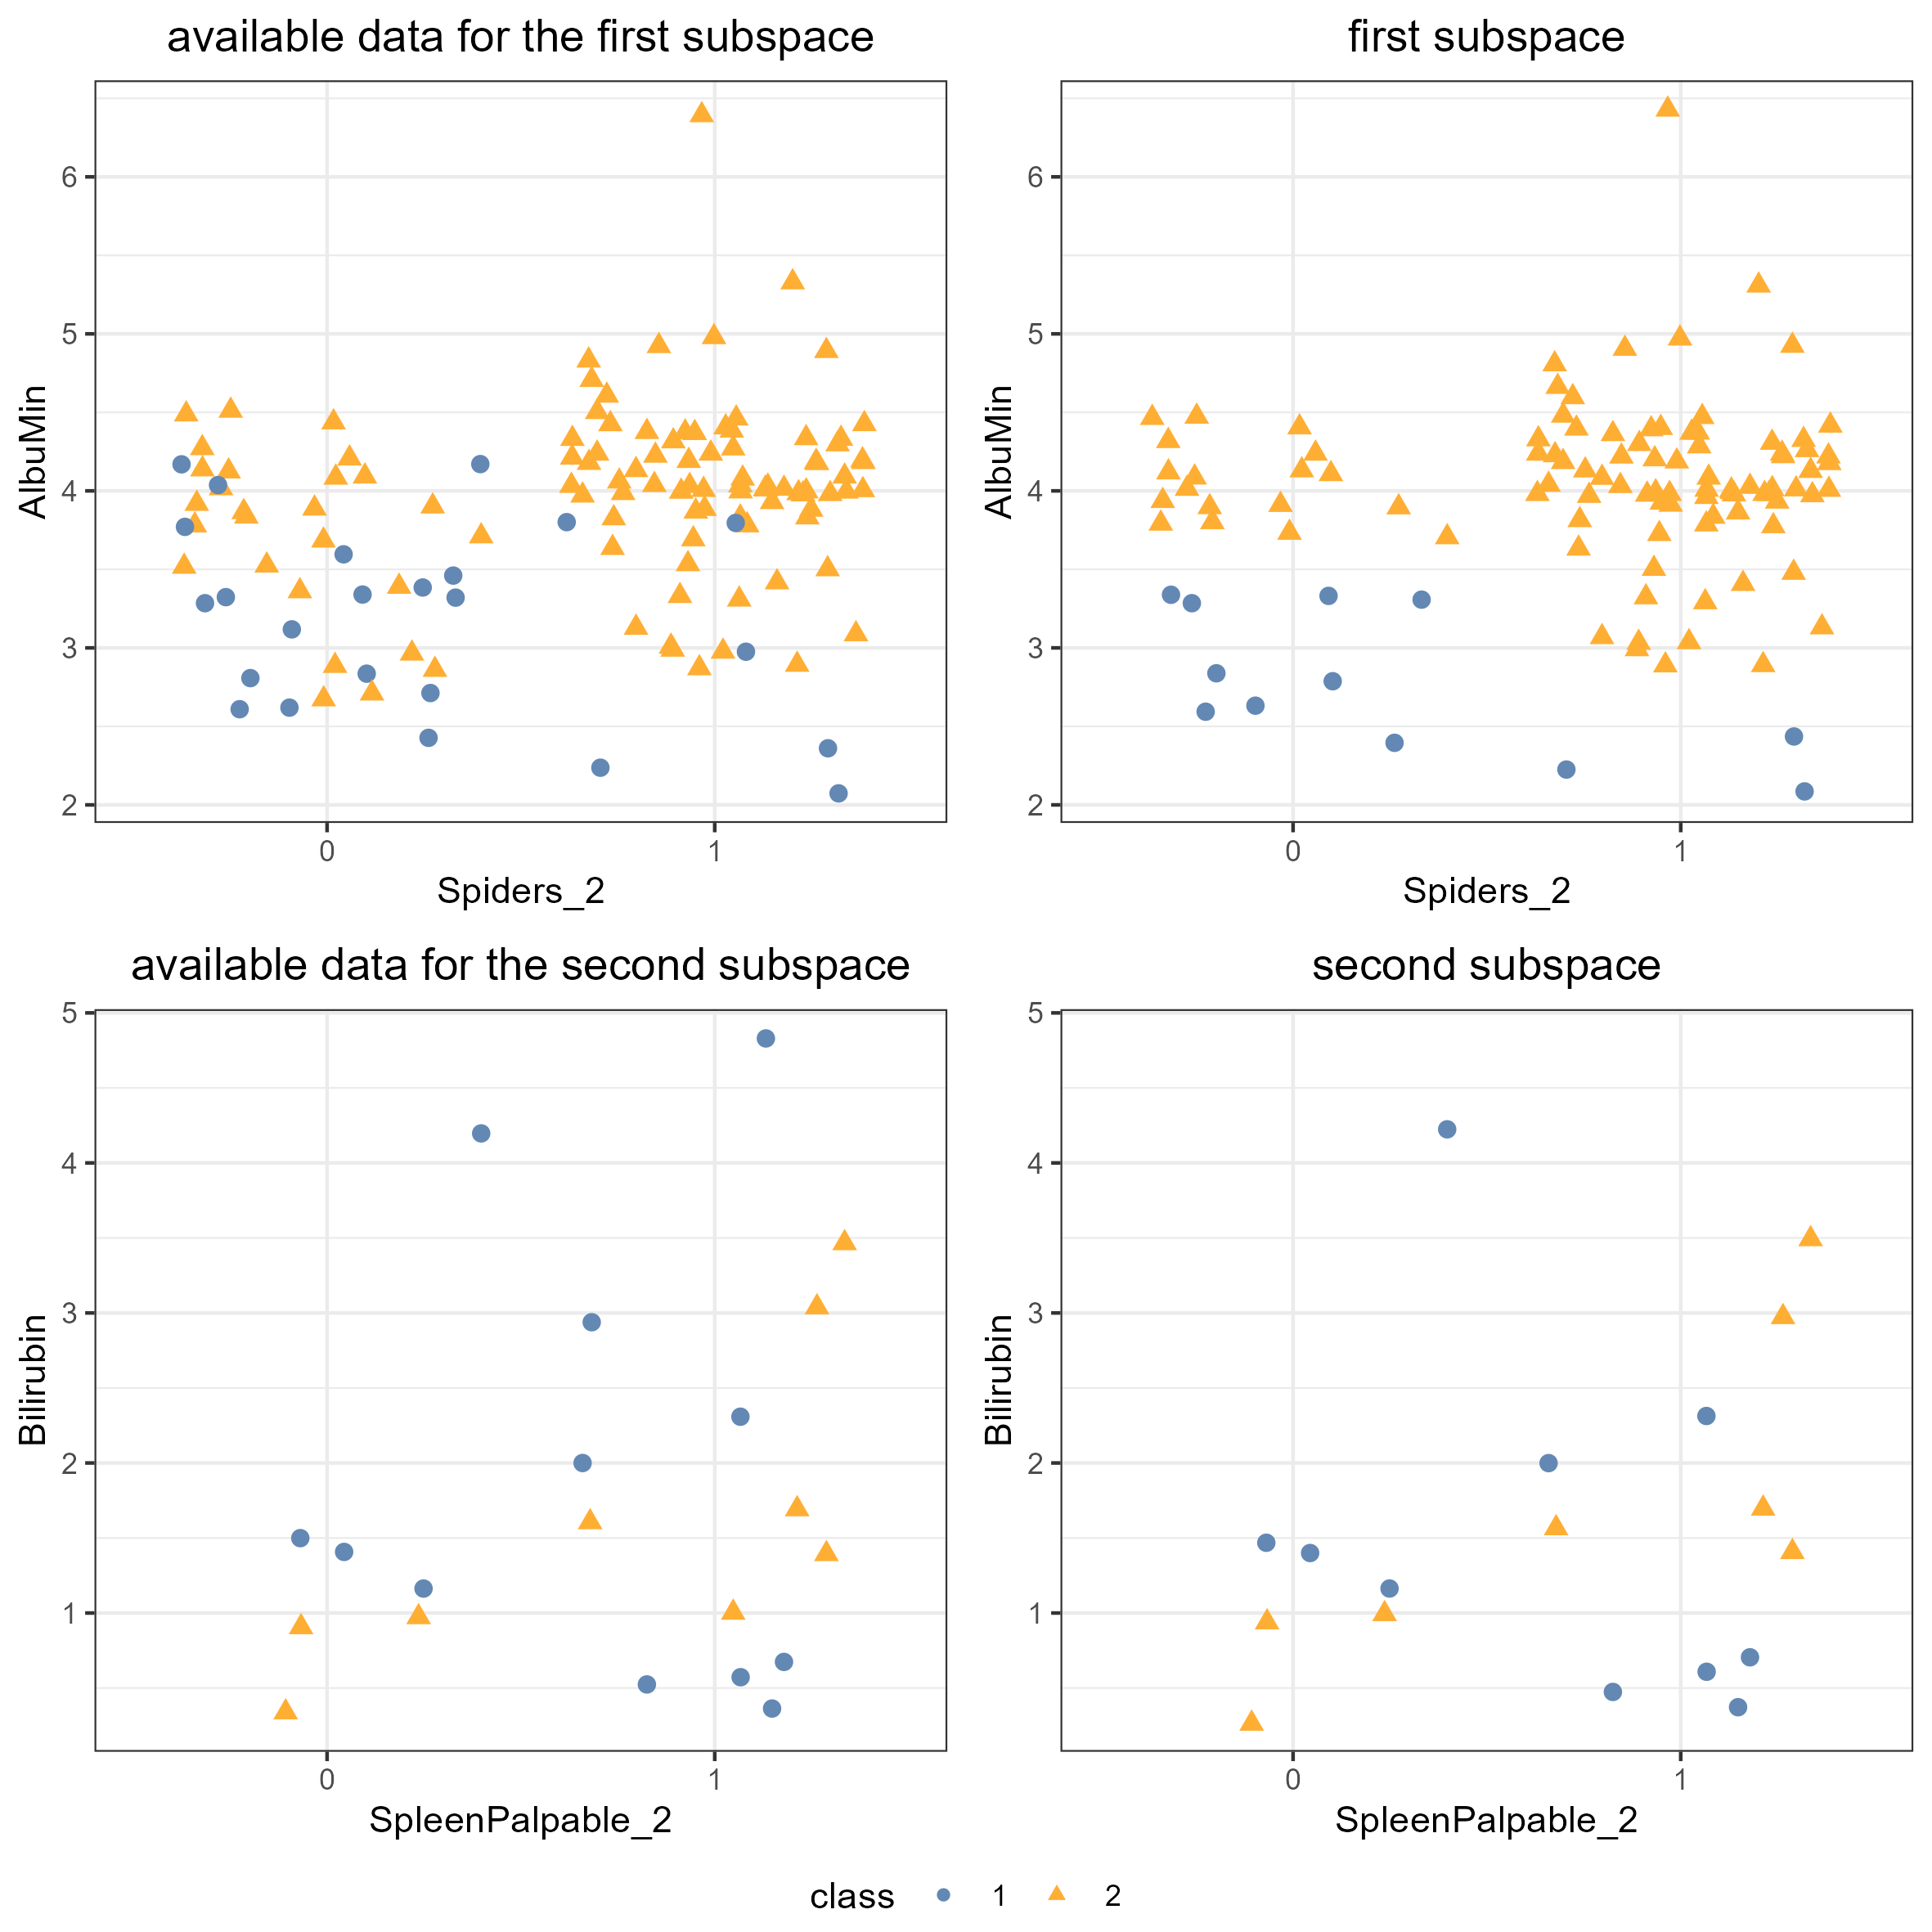 available data for the first subspace
first subspace
AlbuMin
6
5
4
3
2
0
1
Spiders_2
AlbuMin
6
5
4
3
2
0
1
Spiders_2
available data for the second subspace
second subspace
Bilirubin
5
4
3
2
1
0
1
SpleenPalpable_2
Bilirubin
5
4
3
2
1
0
1
SpleenPalpable_2
class 1 2